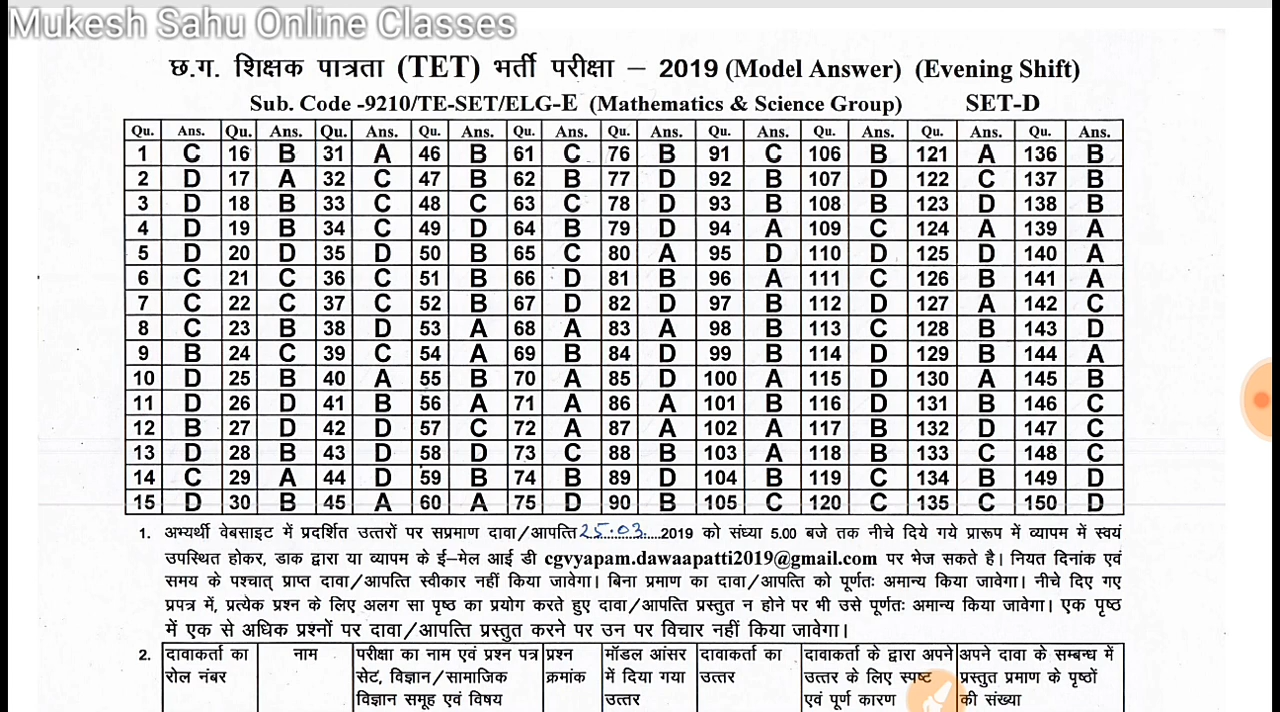 Mukesh Sahu Online Classes
छ.ग. शिक्षक पात्रता (TET) भर्ती परीक्षा – 2019 (Model Answer) (Evening Shift)
Sub. Code -9210/TE-SET/ELG-E (Mathematics & Science Group) SET-D
Qu. Ans. Qu. Ans. Qu. Ans. Qu. Ans. Qu. Ans. Qu. Ans. Qu. Ans. Qu. Ans. Qu. Ans. Qu. Ans.
1 C 16 B 31 A 46 B 61 C 76 B 91 C 106 B 121 A 136 B
2 D 17 A 32 C 47 B 62 B 77 D 92 B 107 D 122 C 137 B
3 D 18 B 33 C 48 C 63 C 78 D 93 B 108 B 123 D 138 B
4 D 19 B 34 C 49 D 64 B 79 D 94 A 109 C 124 A 139 A
5 D 20 D 35 D 50 B 65 C 80 A 95 D 110 D 125 D 140 A
6 C 21 C 36 C 51 B 66 D 81 B 96 A 111 C 126 B 141 A
7 C 22 C 37 C 52 B 67 D 82 D 97 B 112 D 127 A 142 C
8 C 23 B 38 D 53 A 68 A 83 A 98 B 113 C 128 B 143 D
9 B 24 C 39 C 54 A 69 B 84 D 99 B 114 D 129 B 144 A
10 D 25 B 40 A 55 B 70 A 85 D 100 A 115 D 130 A 145 B
11 D 26 D 41 B 56 A 71 A 86 A 101 B 116 D 131 B 146 C
12 B 27 D 42 D 57 C 72 A 87 A 102 A 117 B 132 D 147 C
13 D 28 B 43 D 58 D 73 C 88 B 103 A 118 B 133 C 148 C
14 C 29 A 44 D 59 B 74 B 89 D 104 B 119 C 134 B 149 D
15 D 30 B 45 A 60 A 75 D 90 B 105 C 120 C 135 C 150 D
1. अभ्यर्थी वेबसाइट में प्रदर्शित उत्तरों पर सप्रमाण दावा/आपत्ति 25.03....2019 को संध्या 5.00 बजे तक नीचे दिये गये प्रारूप में व्यापम में स्वयं
उपस्थित होकर, डाक द्वारा या व्यापम के ई–मेल आई डी cgvyapam.dawaapatti2019@gmail.com पर भेज सकते है। नियत दिनांक एवं
समय के पश्चात् प्राप्त दावा/आपत्ति स्वीकार नहीं किया जावेगा। बिना प्रमाण का दावा/आपत्ति को पूर्णतः अमान्य किया जावेगा। नीचे दिए गए
प्रपत्र में, प्रत्येक प्रश्न के लिए अलग सा पृष्ठ का प्रयोग करते हुए दावा/आपत्ति प्रस्तुत न होने पर भी उसे पूर्णतः अमान्य किया जावेगा। एक पृष्ठ
में एक से अधिक प्रश्नों पर दावा/आपत्ति प्रस्तुत करने पर उन पर विचार नहीं किया जावेगा।
2. दावाकर्ता का नाम परीक्षा का नाम एवं प्रश्न पत्र प्रश्न मॉडल आंसर दावाकर्ता का दावाकर्ता के द्वारा अपने अपने दावा के सम्बन्ध में
रोल नंबर सेट, विज्ञान/सामाजिक क्रमांक में दिया गया उत्तर उत्तर के लिए स्पष्ट प्रस्तुत प्रमाण के पृष्ठों
विज्ञान समूह एवं विषय उत्तर एवं पूर्ण कारण की संख्या